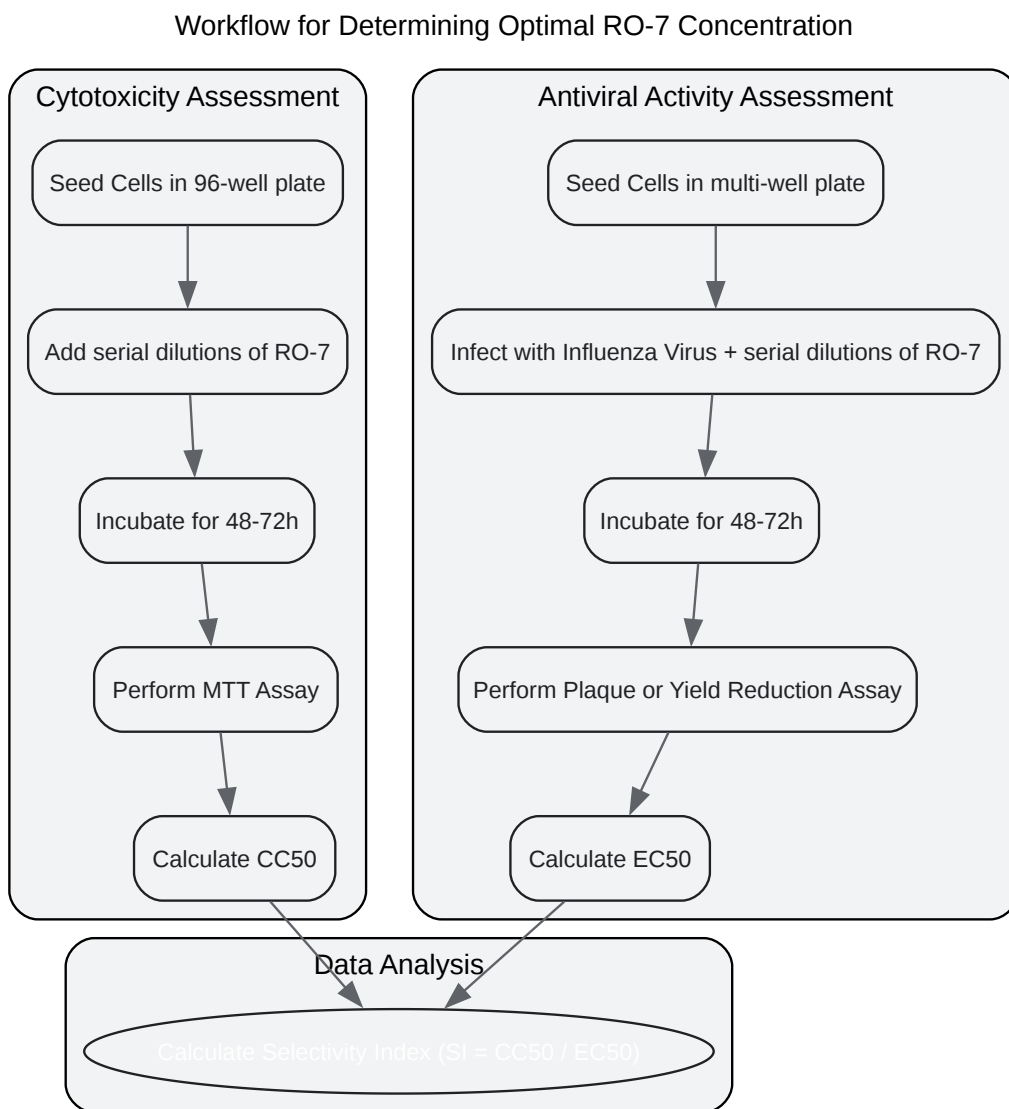 Workflow for Determining Optimal RO-7 Concentration
Cytotoxicity Assessment
Seed Cells in 96-well plate
Add serial dilutions of RO-7
Incubate for 48-72h
Perform MTT Assay
Calculate CC50
Antiviral Activity Assessment
Seed Cells in multi-well plate
Infect with Influenza Virus + serial dilutions of RO-7
Incubate for 48-72h
Perform Plaque or Yield Reduction Assay
Calculate EC50
Data Analysis
Calculate Selectivity Index (SI = CC50 / EC50)